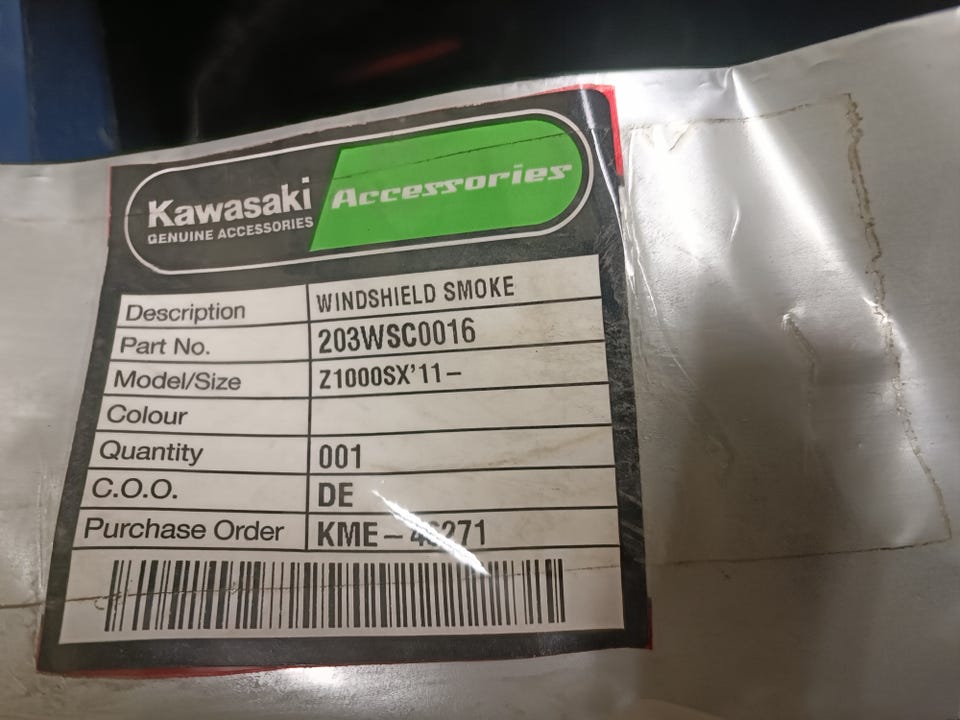 Kawasaki
GENUINE ACCESSORIES
Accessories
Description WINDSHIELD SMOKE
Part No. 203WSC0016
Model/Size Z1000SX'11-
Colour
Quantity 001
C.O.O. DE
Purchase Order KME-